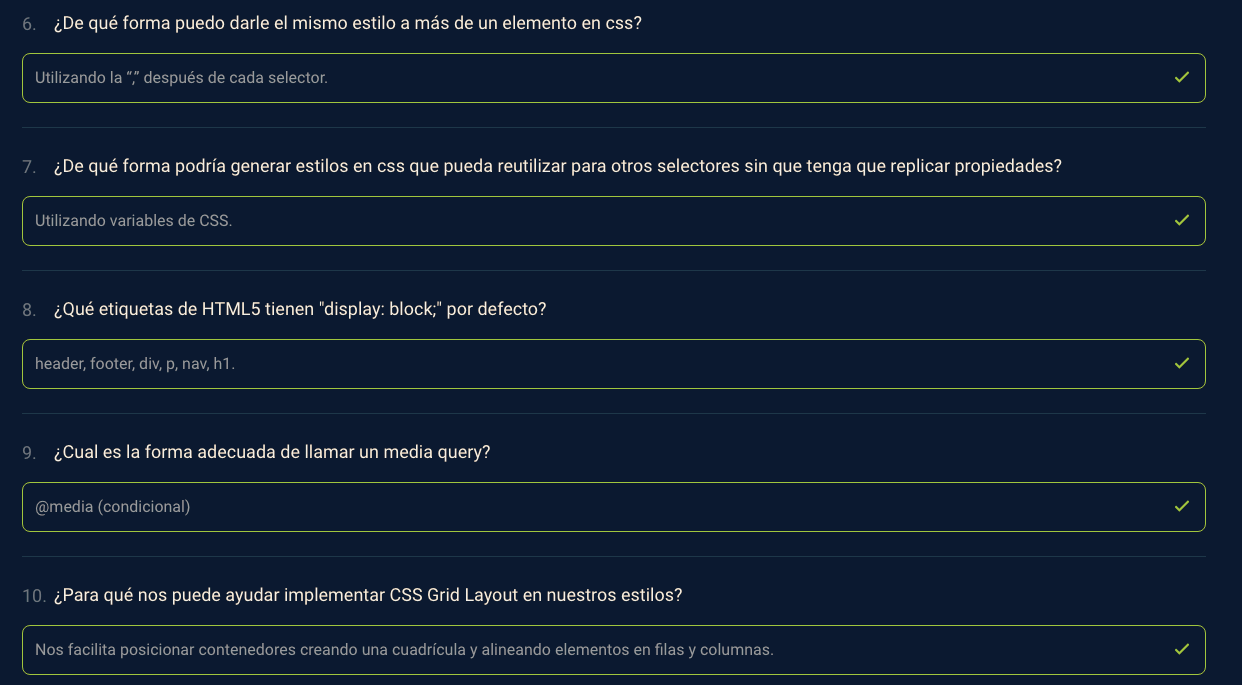 6. ¿De qué forma puedo darle el mismo estilo a más de un elemento en css?
Utilizando la “,” después de cada selector.
7. ¿De qué forma podría generar estilos en css que pueda reutilizar para otros selectores sin que tenga que replicar propiedades?
Utilizando variables de CSS.
8. ¿Qué etiquetas de HTML5 tienen "display: block;" por defecto?
header, footer, div, p, nav, h1.
9. ¿Cual es la forma adecuada de llamar un media query?
@media (condicional)
10. ¿Para qué nos puede ayudar implementar CSS Grid Layout en nuestros estilos?
Nos facilita posicionar contenedores creando una cuadrícula y alineando elementos en filas y columnas.